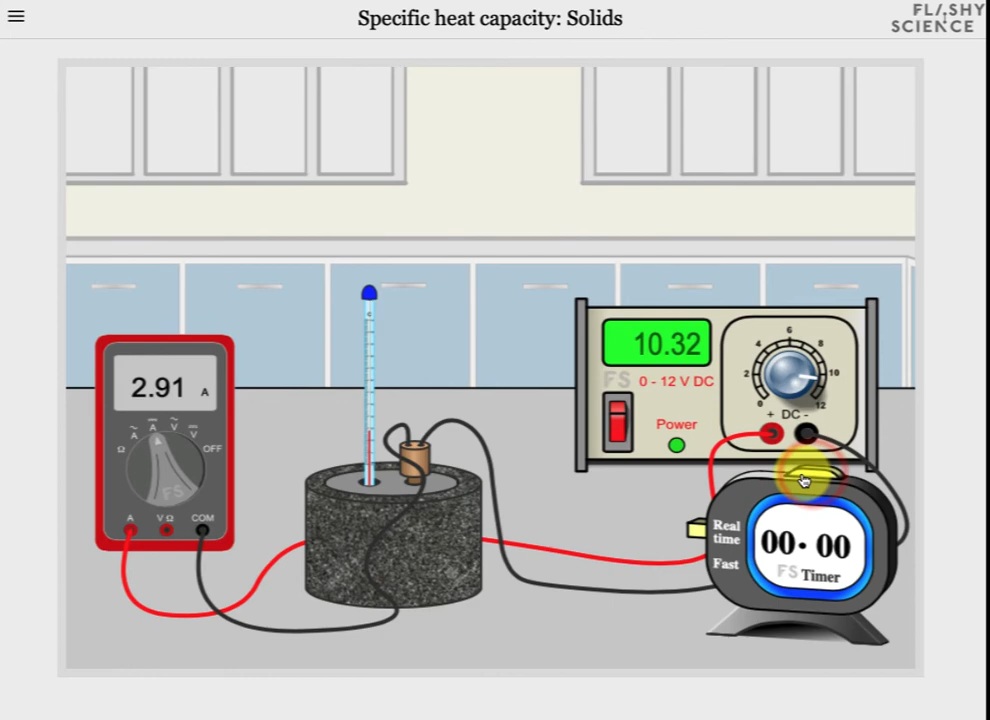 Specific heat capacity: Solids
FLASHY
SCIENCE
2.91 A
A A V V
Ω OFF
FS
A VΩ COM
10.32
FS 0 - 12 V DC
Power
0 2 4 6 8 10 12
+ DC -
Real
time
Fast
00· 00
FS Timer